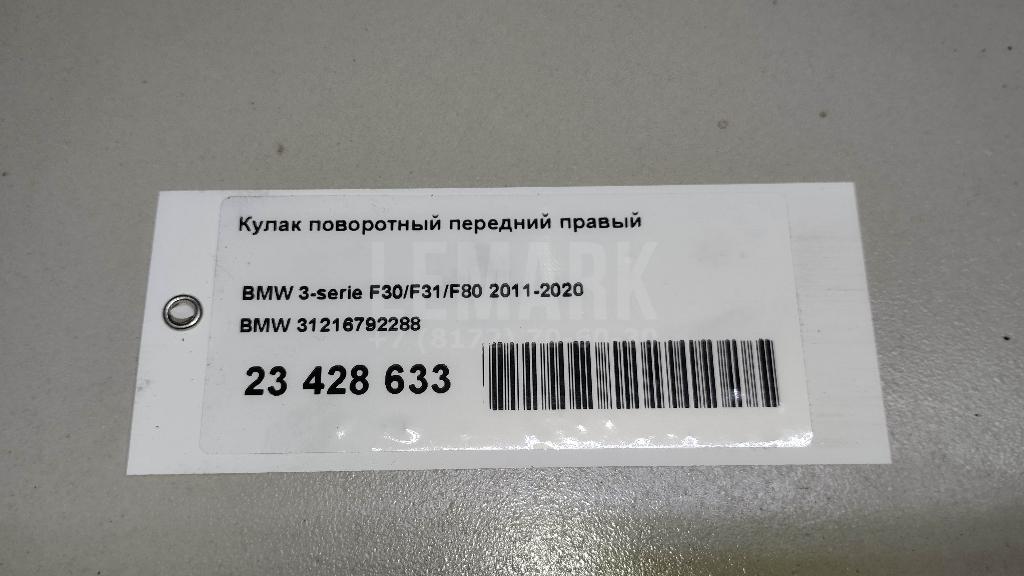 Кулак поворотный передний правый
LEMARK
BMW 3-serie F30/F31/F80 2011-2020
BMW 31216792288
23 428 633